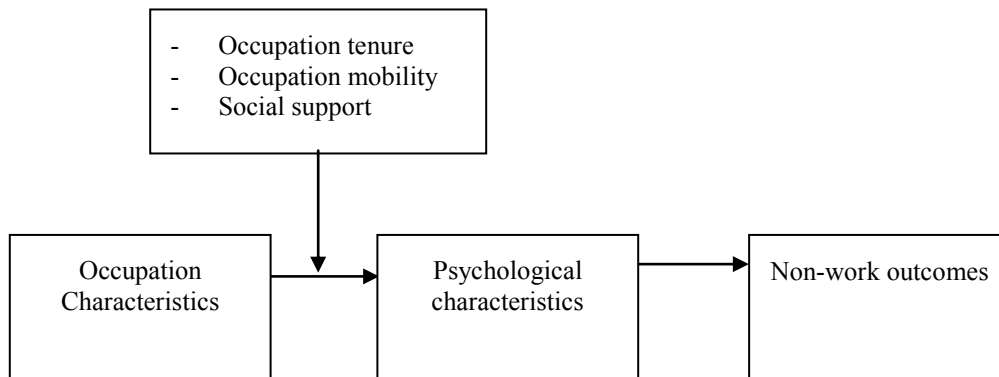 - Occupation tenure
- Occupation mobility
- Social support
Occupation
Characteristics
Psychological
characteristics
Non-work outcomes